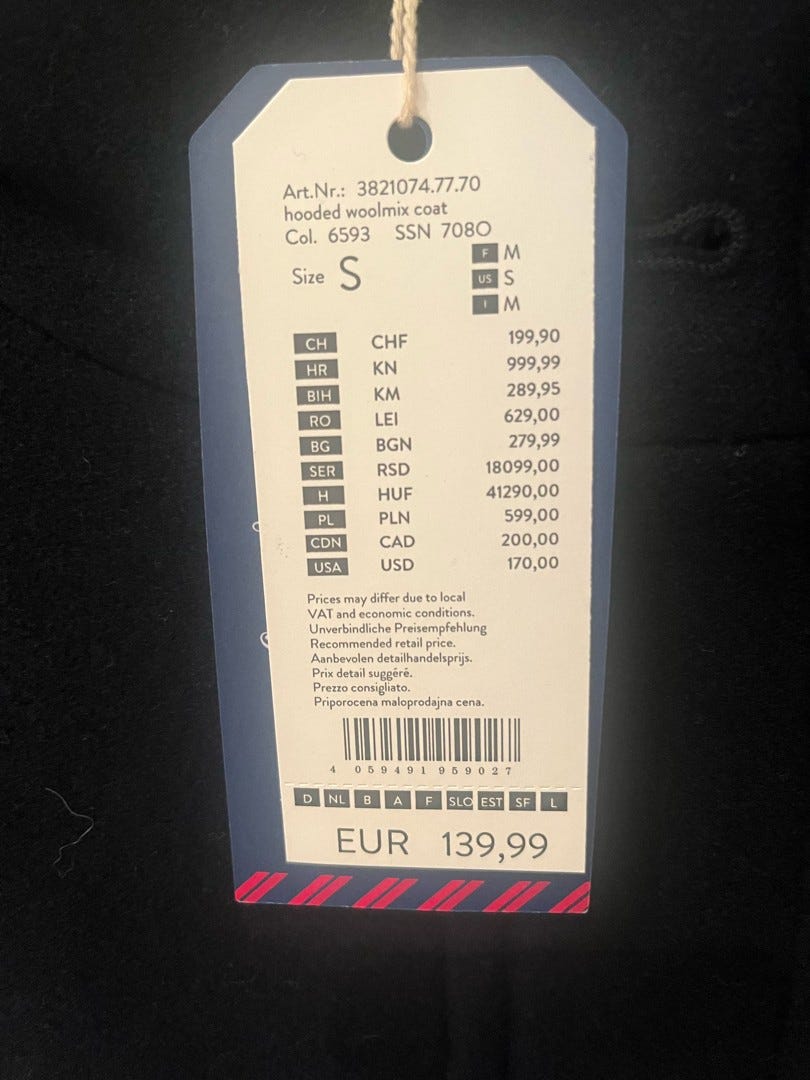 Art.Nr.: 3821074.77.70
hooded woolmix coat
Col. 6593 SSN 708O
Size S
F M
US S
I M
CH CHF 199,90
HR KN 999,99
BIH KM 289,95
RO LEI 629,00
BG BGN 279,99
SER RSD 18099,00
H HUF 41290,00
PL PLN 599,00
CDN CAD 200,00
USA USD 170,00
Prices may differ due to local
VAT and economic conditions.
Unverbindliche Preisempfehlung
Recommended retail price.
Aanbevolen detailhandelsprijs.
Prix detail suggéré.
Prezzo consigliato.
Priporocena maloprodajna cena.
4 059491 959027
D NL B A F SLO EST SF L
EUR 139,99